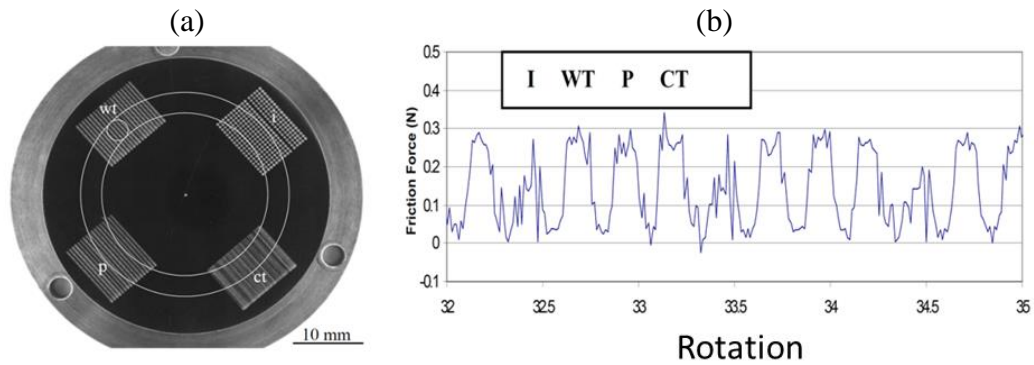 (a)
(b)
wt
i
p
ct
10 mm
Friction Force (N)
0.5
0.4
0.3
0.2
0.1
0
-0.1
I WT P CT
32
32.5
33
33.5
34
34.5
35
Rotation